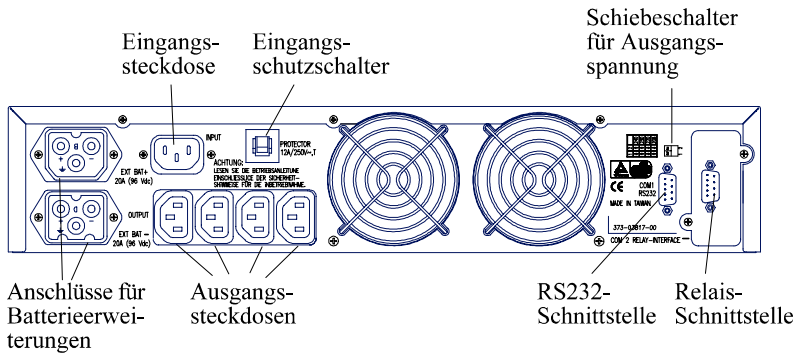 Eingangs-
steckdose
Eingangs-
schutzschalter
Schiebeschalter
für Ausgangs-
spannung
INPUT
PROTECTOR
12A/250V~,T
EXT BAT+
20A (96 Vdc)
ACHTUNG:
LESEN SIE DIE BETRIEBSANLEITUNG
EINSCHLIESSLICE DER SICHERHEIT-
SHINWEISE FÜR DIE INBETRIEBNAHME.
OUTPUT
EXT BAT -
20A (96 Vdc)
CE
COM1
RS232
MADE IN TAIWAN
373-03817-00
COM 2 RELAY-INTERFACE
Anschlüsse für
Batterieerwei-
terungen
Ausgangs-
steckdosen
RS232-
Schnittstelle
Relais-
Schnittstelle